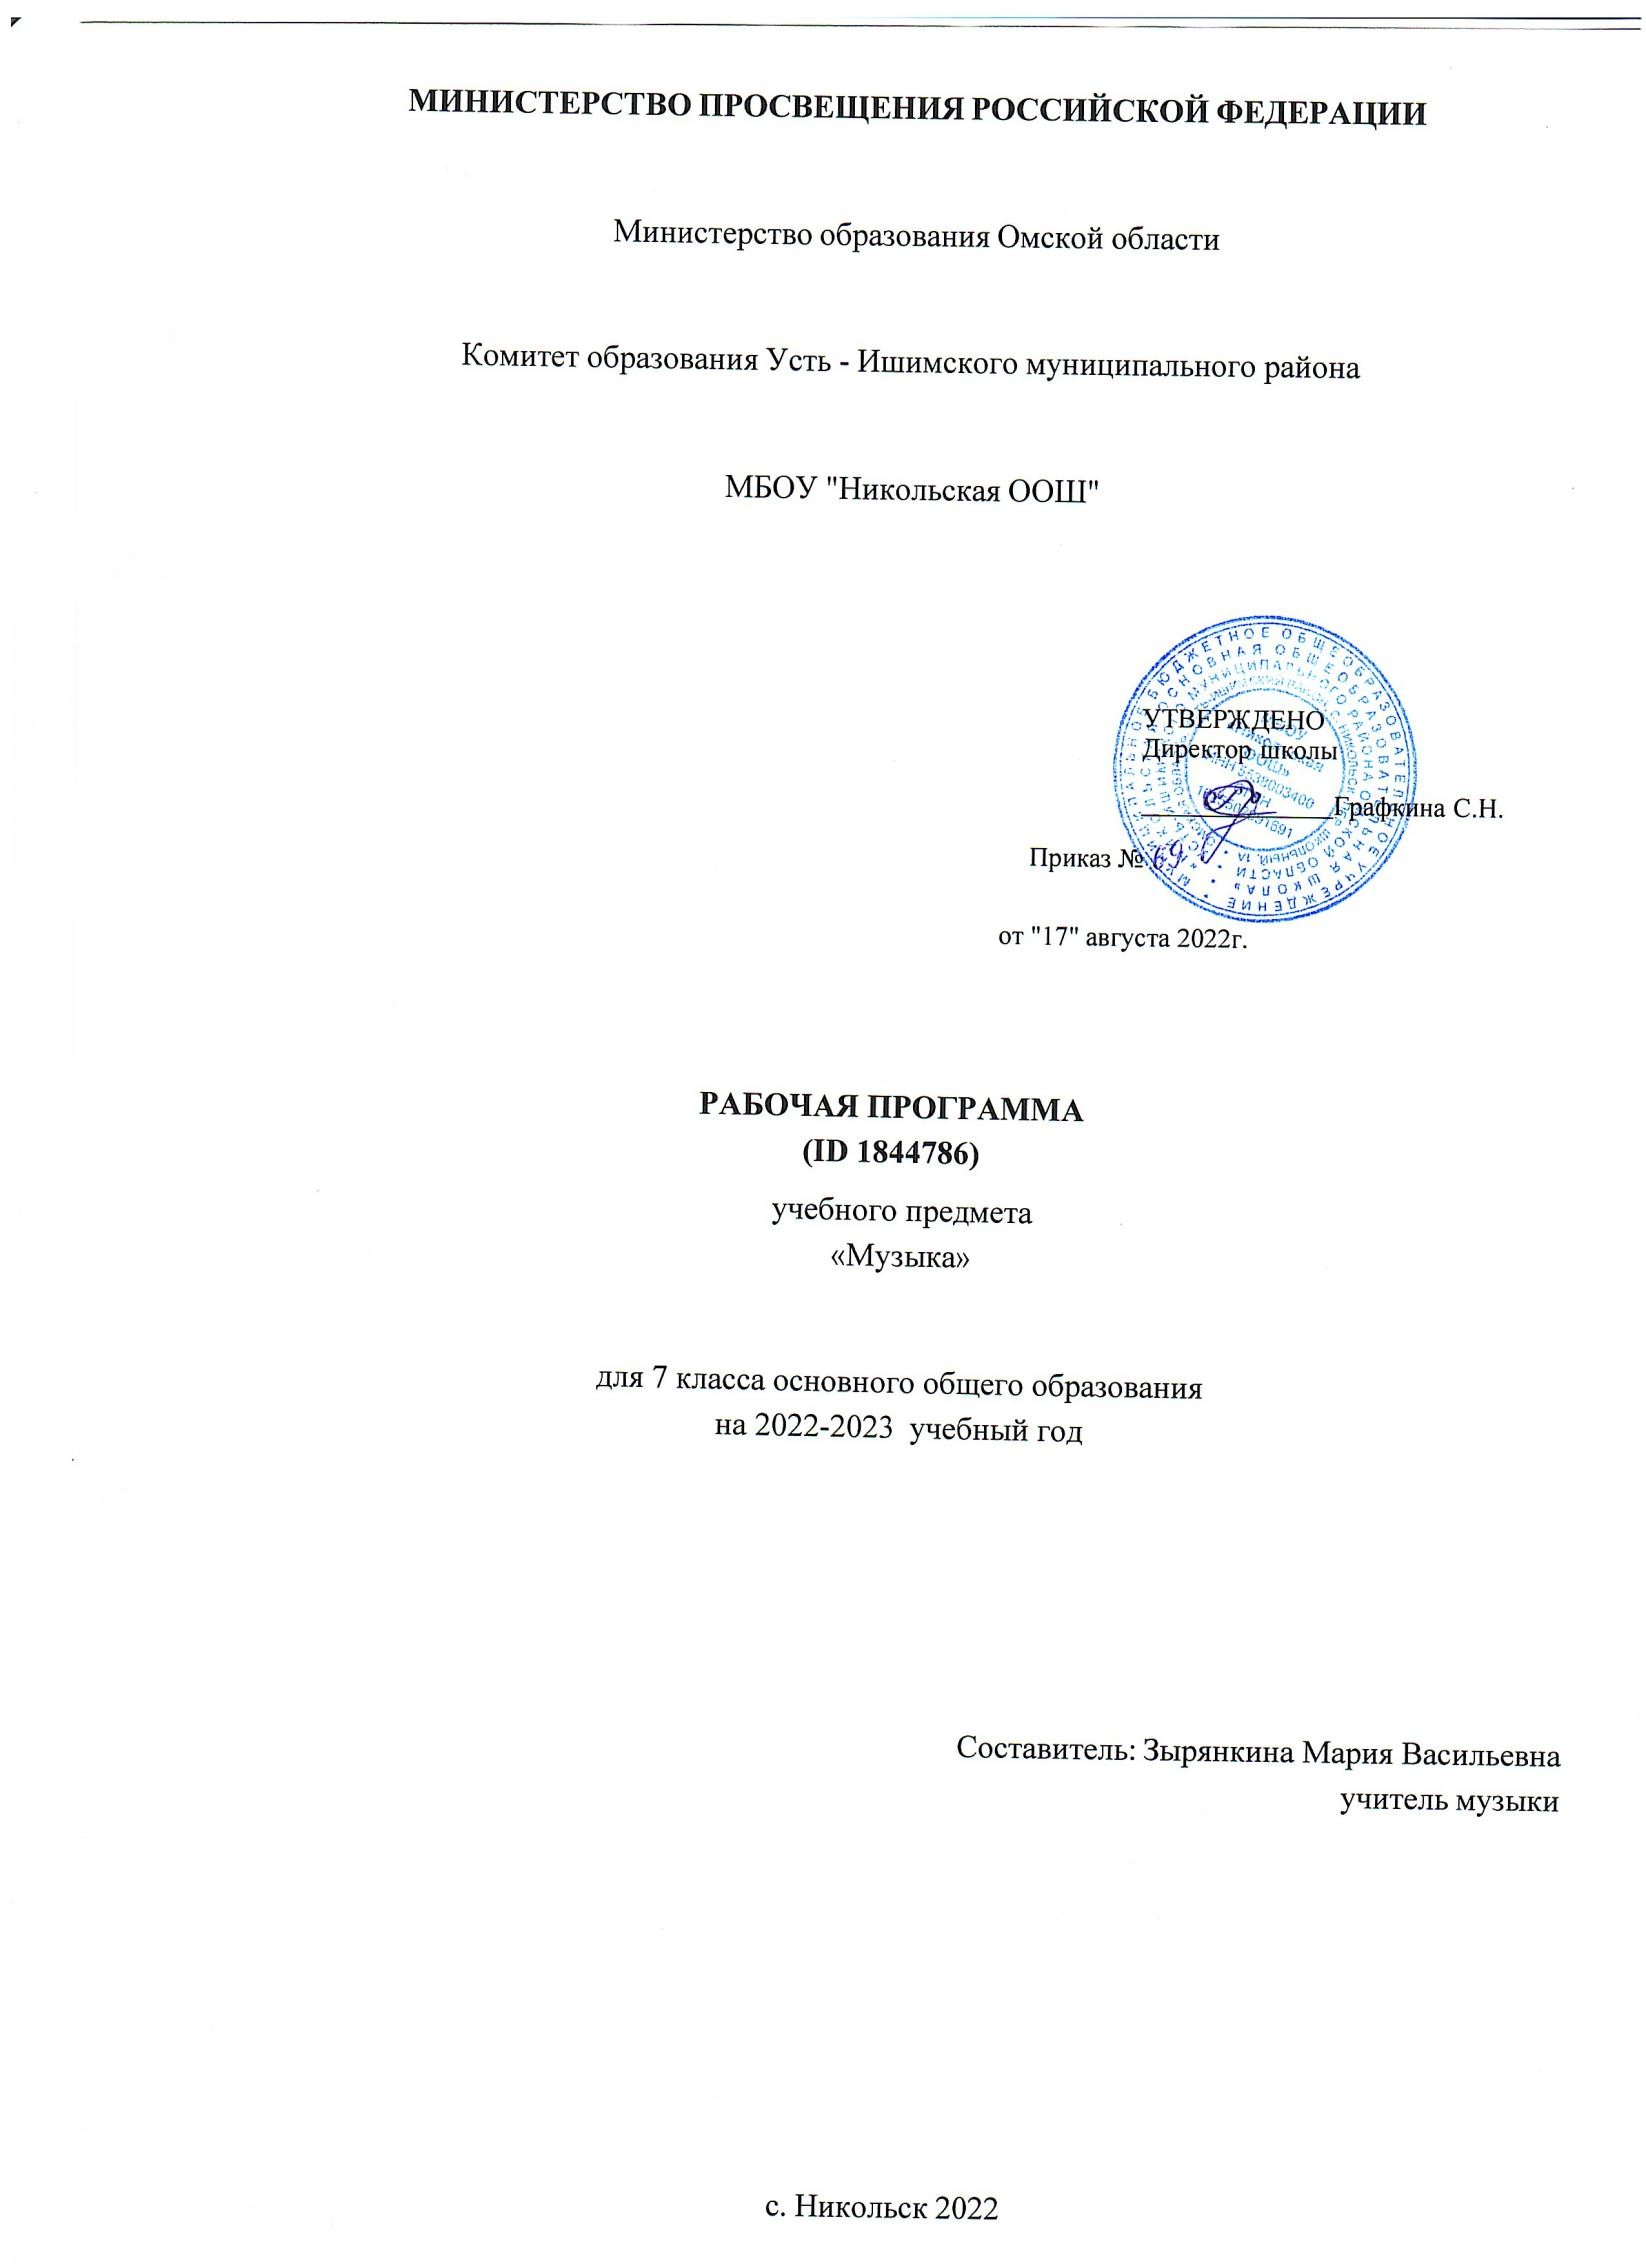 МИНИСТЕРСТВО ПРОСВЕЩЕНИЯ РОССИЙСКОЙ ФЕДЕРАЦИИ
Министерство образования Омской области
Комитет образования Усть - Ишимского муниципального района
МБОУ "Никольская ООШ"
УТВЕРЖДЕНО
Директор школы
Графкина С.Н.
Приказ № 69
от "17" августа 2022г.
РАБОЧАЯ ПРОГРАММА
(ID 1844786)
учебного предмета
«Музыка»
для 7 класса основного общего образования
на 2022-2023 учебный год
Составитель: Зырянкина Мария Васильевна
учитель музыки
с. Никольск 2022